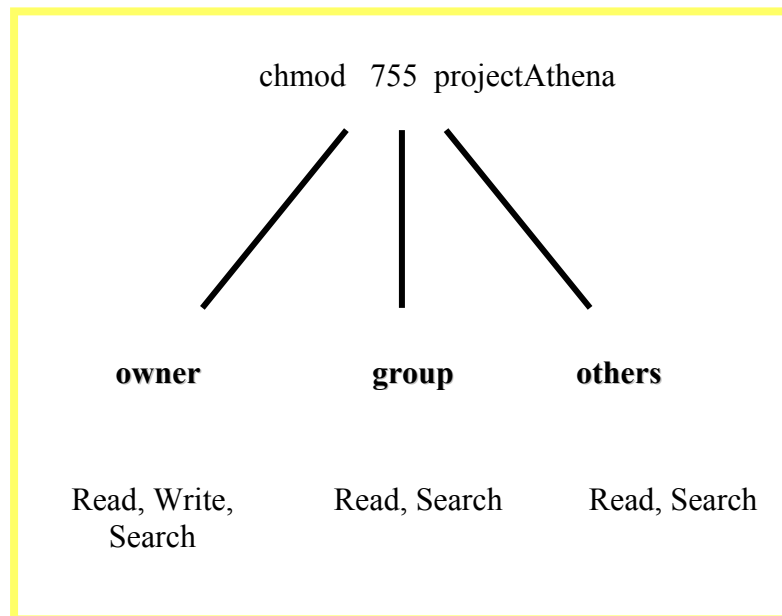 chmod 755 projectAthena
owner group others
Read, Write, Read, Search Read, Search
Search